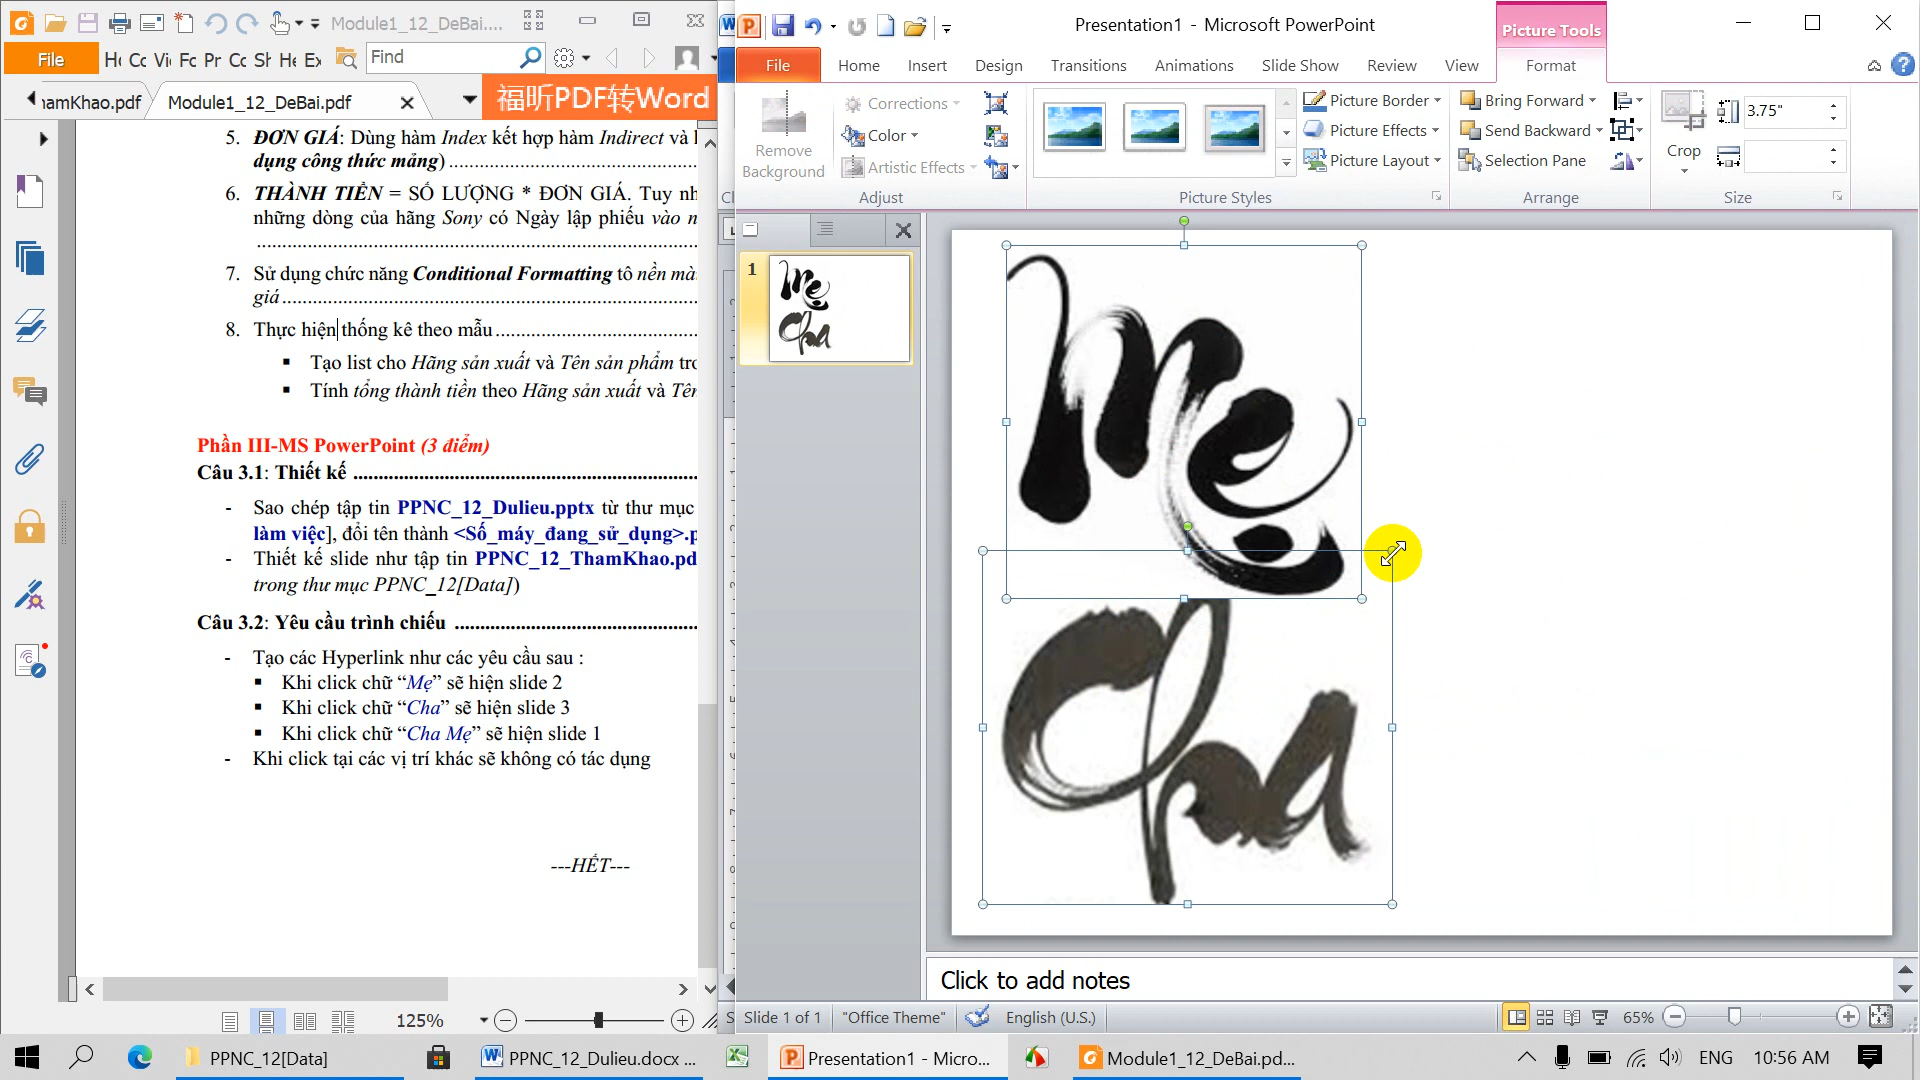 Module1_12_DeBai....
File
Find
hamKhao.pdf
Module1_12_DeBai.pdf
福昕PDF转Word
5. ĐƠN GIÁ: Dùng hàm Index kết hợp hàm Indirect và
dụng công thức mảng)
6. THÀNH TIỀN = SỐ LƯỢNG * ĐƠN GIÁ. Tuy nh
những dòng của hãng Sony có Ngày lập phiếu vào n
7. Sử dụng chức năng Conditional Formatting tô nền mà
giá
8. Thực hiện thống kê theo mẫu
▪ Tạo list cho Hãng sản xuất và Tên sản phẩm tro
▪ Tính tổng thành tiền theo Hãng sản xuất và Tên
Phần III-MS PowerPoint (3 điểm)
Câu 3.1: Thiết kế
- Sao chép tập tin PPNC_12_Dulieu.pptx từ thư mục
làm việc], đổi tên thành <Số_máy_đang_sử_dụng>.p
- Thiết kế slide như tập tin PPNC_12_ThamKhao.pd
trong thư mục PPNC_12[Data])
Câu 3.2: Yêu cầu trình chiếu
- Tạo các Hyperlink như các yêu cầu sau :
▪ Khi click chữ “Mẹ” sẽ hiện slide 2
▪ Khi click chữ “Cha” sẽ hiện slide 3
▪ Khi click chữ “Cha Mẹ” sẽ hiện slide 1
- Khi click tại các vị trí khác sẽ không có tác dụng
---HẾT---
125%
Presentation1 - Microsoft PowerPoint
Picture Tools
File Home Insert Design Transitions Animations Slide Show Review View Format
Remove Background
Corrections
Color
Artistic Effects
Adjust
Picture Styles
Picture Border
Picture Effects
Picture Layout
Bring Forward
Send Backward
Selection Pane
Arrange
Crop
3.75"
Size
1
Mẹ
Cha
Mẹ
Cha
Click to add notes
Slide 1 of 1
"Office Theme"
English (U.S.)
65%
PPNC_12[Data]
PPNC_12_Dulieu.docx ...
Presentation1 - Micro...
Module1_12_DeBai.pd...
ENG
10:56 AM